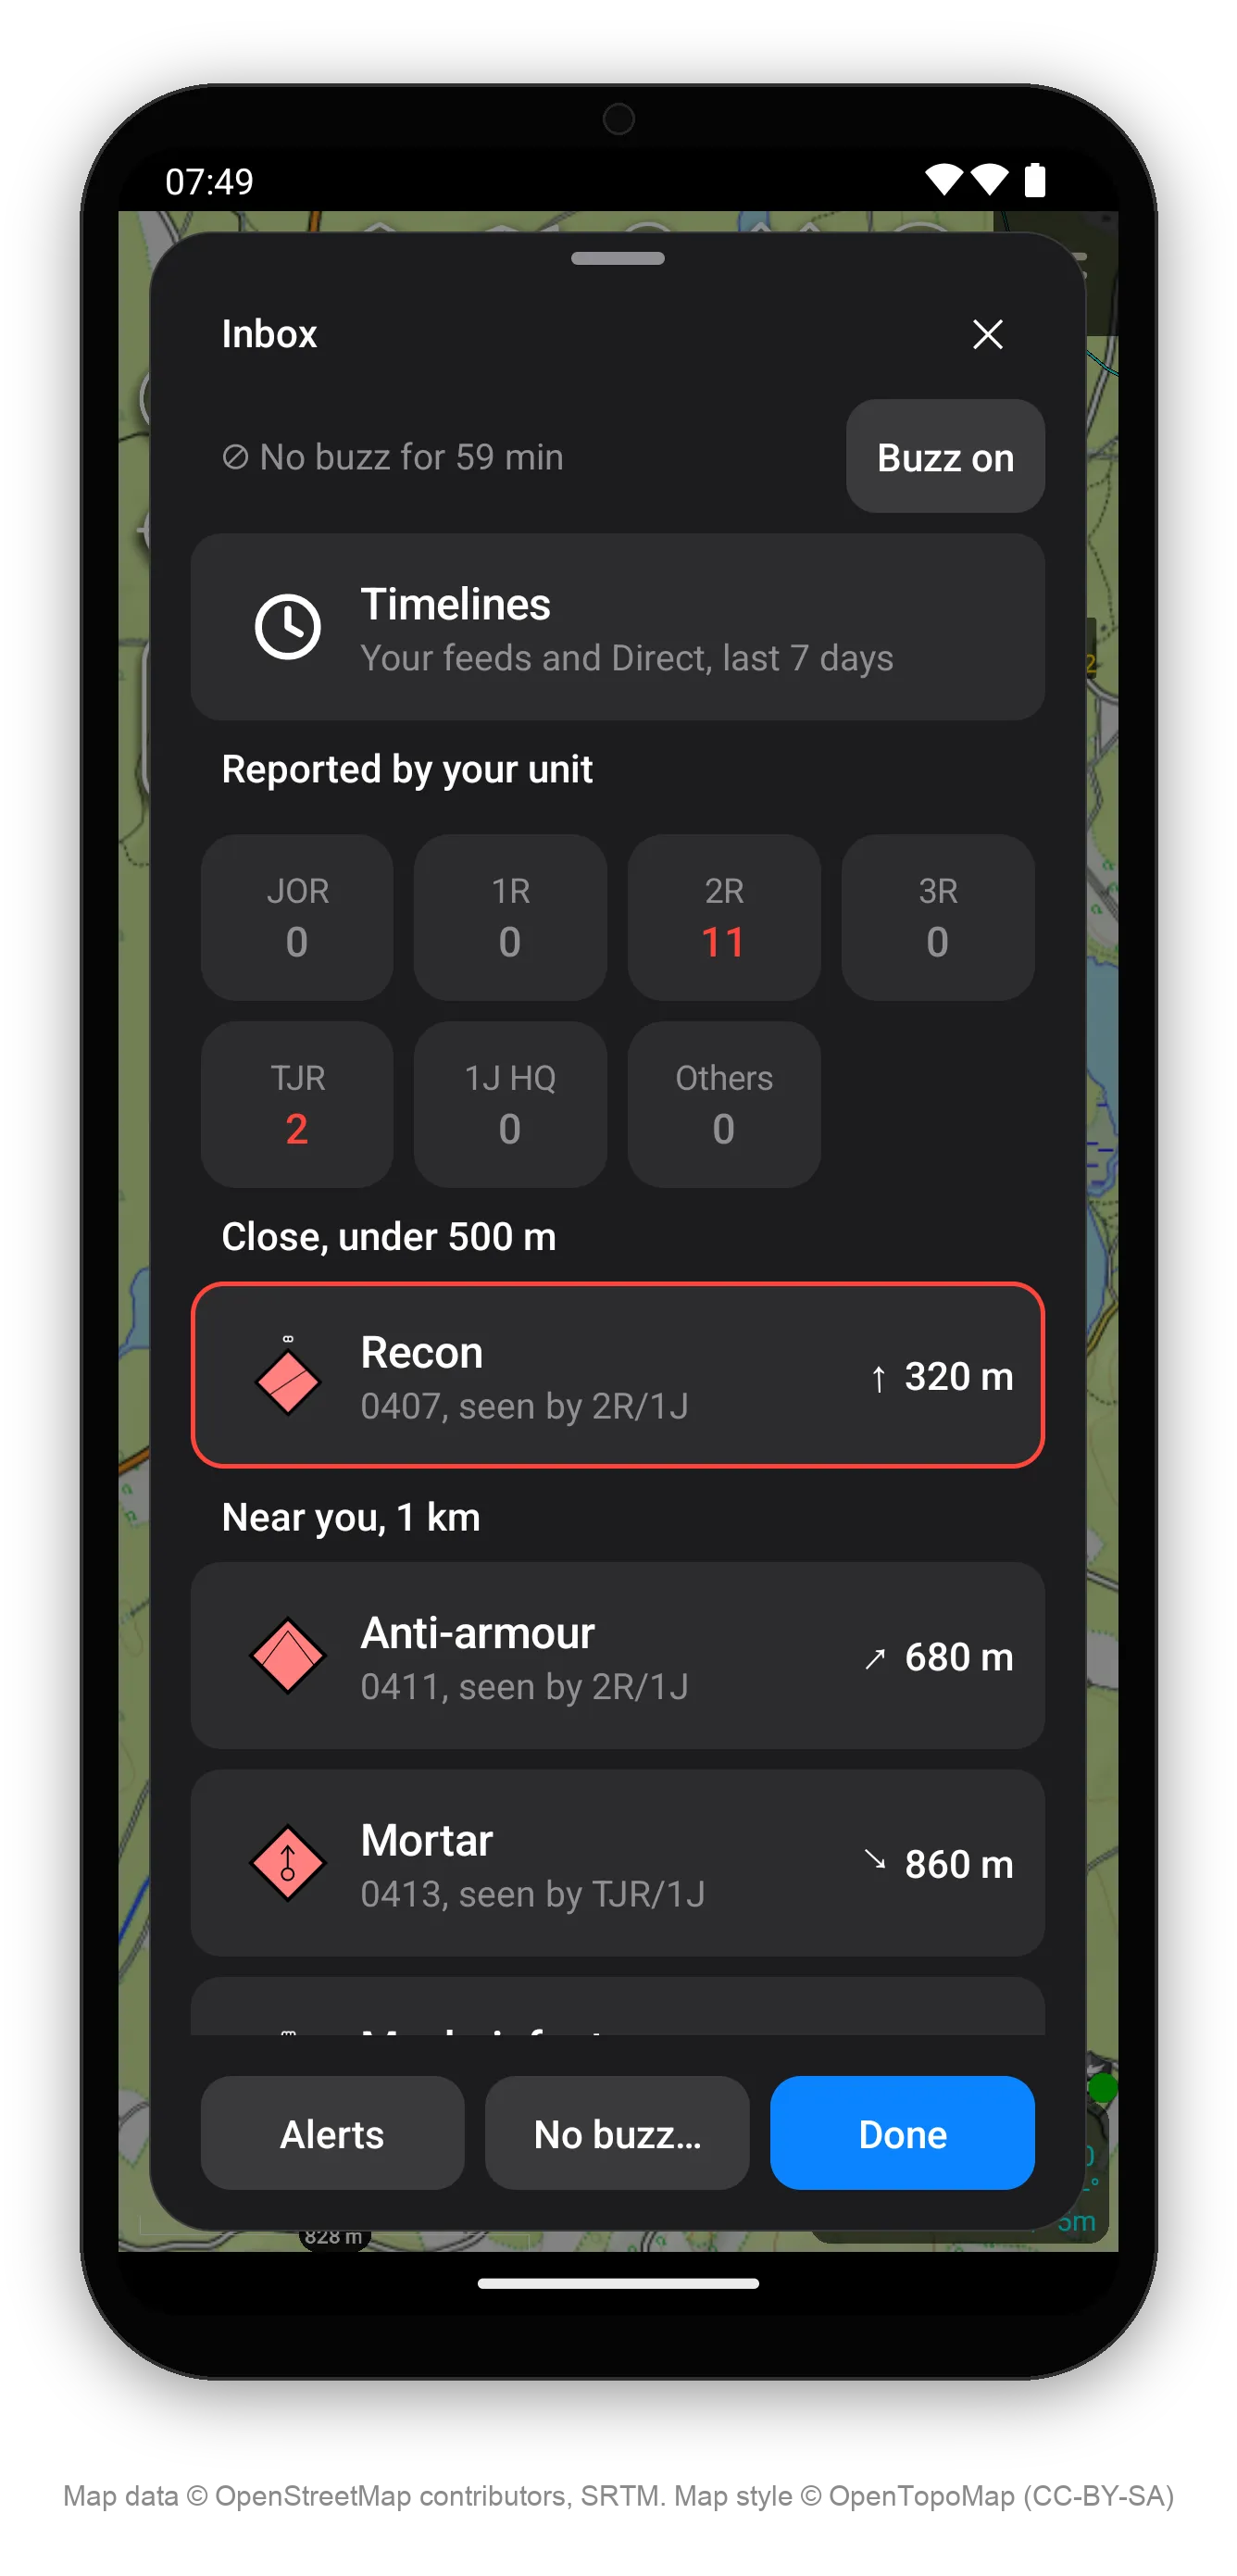 07:49
Inbox
No buzz for 59 min
Buzz on
Timelines
Your feeds and Direct, last 7 days
Reported by your unit
JOR
0
1R
0
2R
11
3R
0
TJR
2
1J HQ
0
Others
0
Close, under 500 m
Recon
0407, seen by 2R/1J
↑ 320 m
Near you, 1 km
Anti-armour
0411, seen by 2R/1J
↗ 680 m
Mortar
0413, seen by TJR/1J
↘ 860 m
Alerts
No buzz…
Done
828 m
5m
Map data © OpenStreetMap contributors, SRTM. Map style © OpenTopoMap (CC-BY-SA)